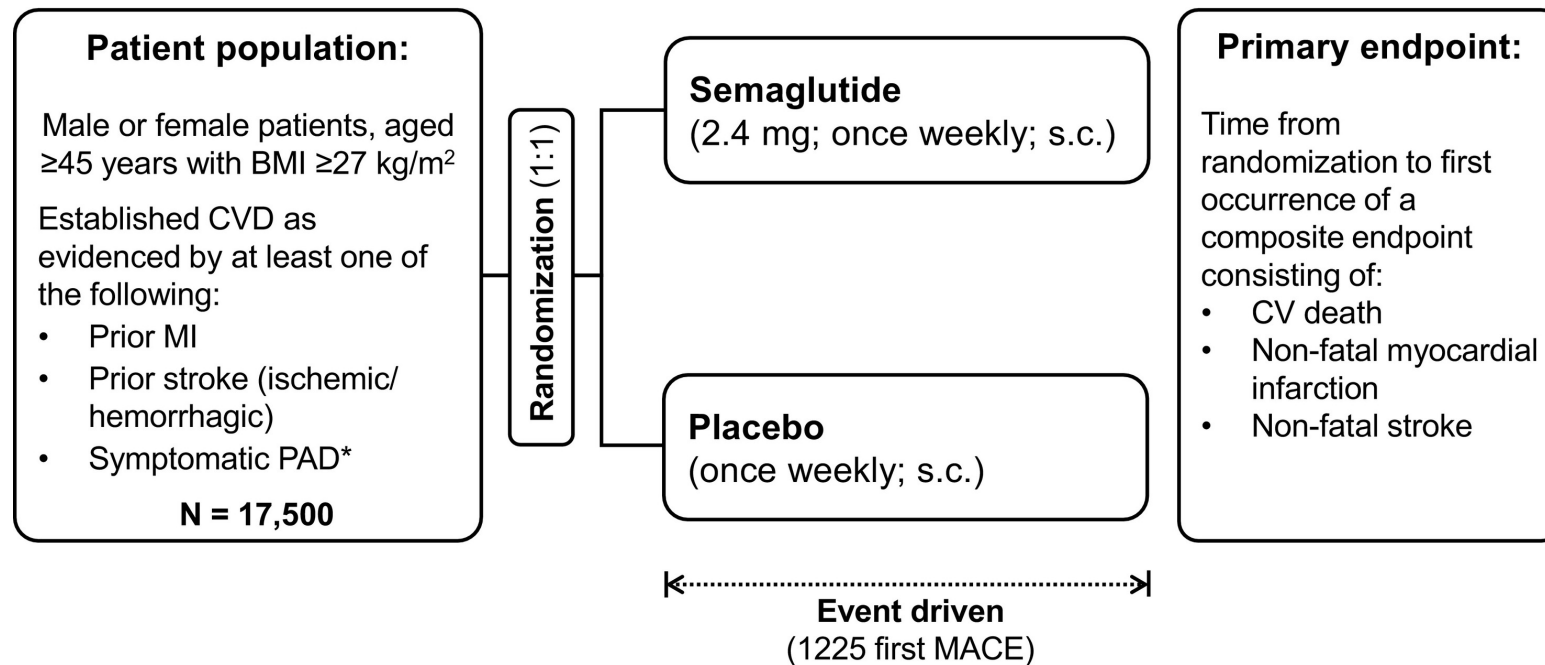 Patient population:
Male or female patients, aged
≥45 years with BMI ≥27 kg/m²
Established CVD as
evidenced by at least one of
the following:
• Prior MI
• Prior stroke (ischemic/
hemorrhagic)
• Symptomatic PAD*
N = 17,500
Randomization (1:1)
Semaglutide
(2.4 mg; once weekly; s.c.)
Placebo
(once weekly; s.c.)
Event driven
(1225 first MACE)
Primary endpoint:
Time from
randomization to first
occurrence of a
composite endpoint
consisting of:
• CV death
• Non-fatal myocardial
infarction
• Non-fatal stroke